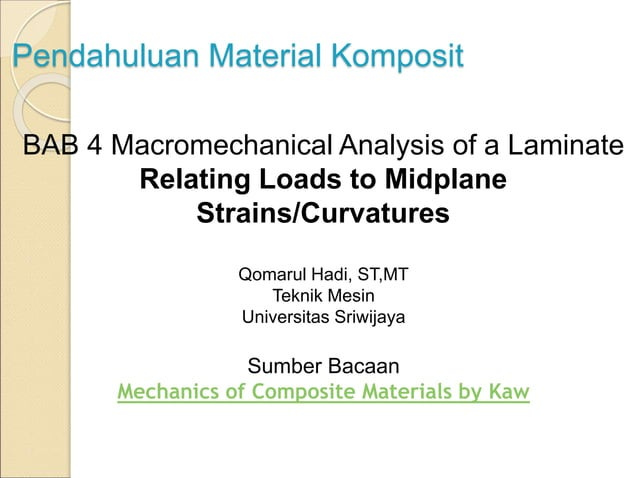 Pendahuluan Material Komposit
BAB 4 Macromechanical Analysis of a Laminate
Relating Loads to Midplane
Strains/Curvatures
Qomarul Hadi, ST,MT
Teknik Mesin
Universitas Sriwijaya
Sumber Bacaan
Mechanics of Composite Materials by Kaw